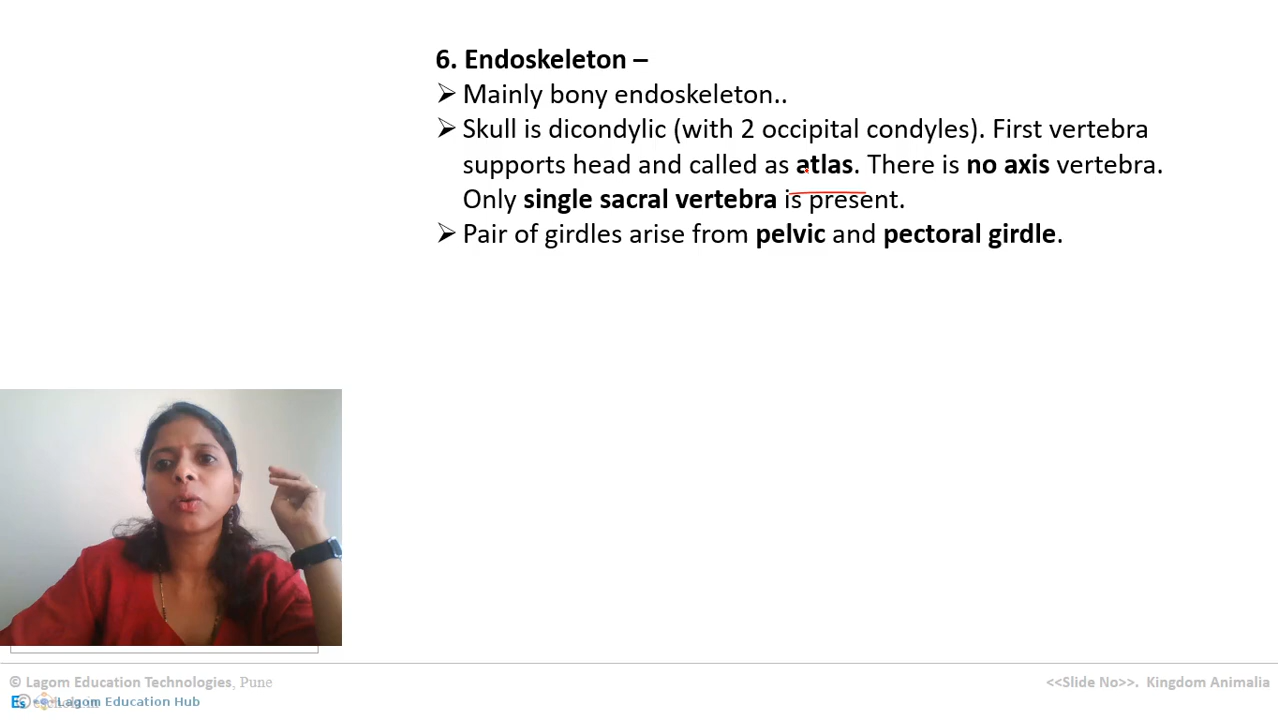 6. Endoskeleton –
➢ Mainly bony endoskeleton..
➢ Skull is dicondylic (with 2 occipital condyles). First vertebra
supports head and called as atlas. There is no axis vertebra.
Only single sacral vertebra is present.
➢ Pair of girdles arise from pelvic and pectoral girdle.
© Lagom Education Technologies, Pune
<<Slide No>>. Kingdom Animalia
Lagom Education Hub